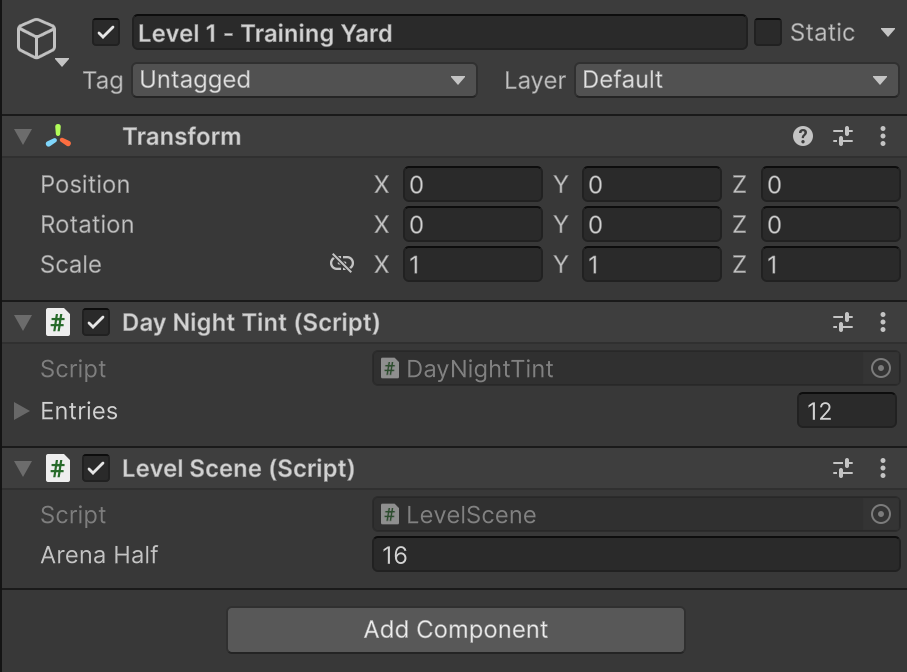 Level 1 - Training Yard Static
Tag Untagged Layer Default
Transform
Position X 0 Y 0 Z 0
Rotation X 0 Y 0 Z 0
Scale X 1 Y 1 Z 1
# Day Night Tint (Script)
Script # DayNightTint
Entries 12
# Level Scene (Script)
Script # LevelScene
Arena Half 16
Add Component